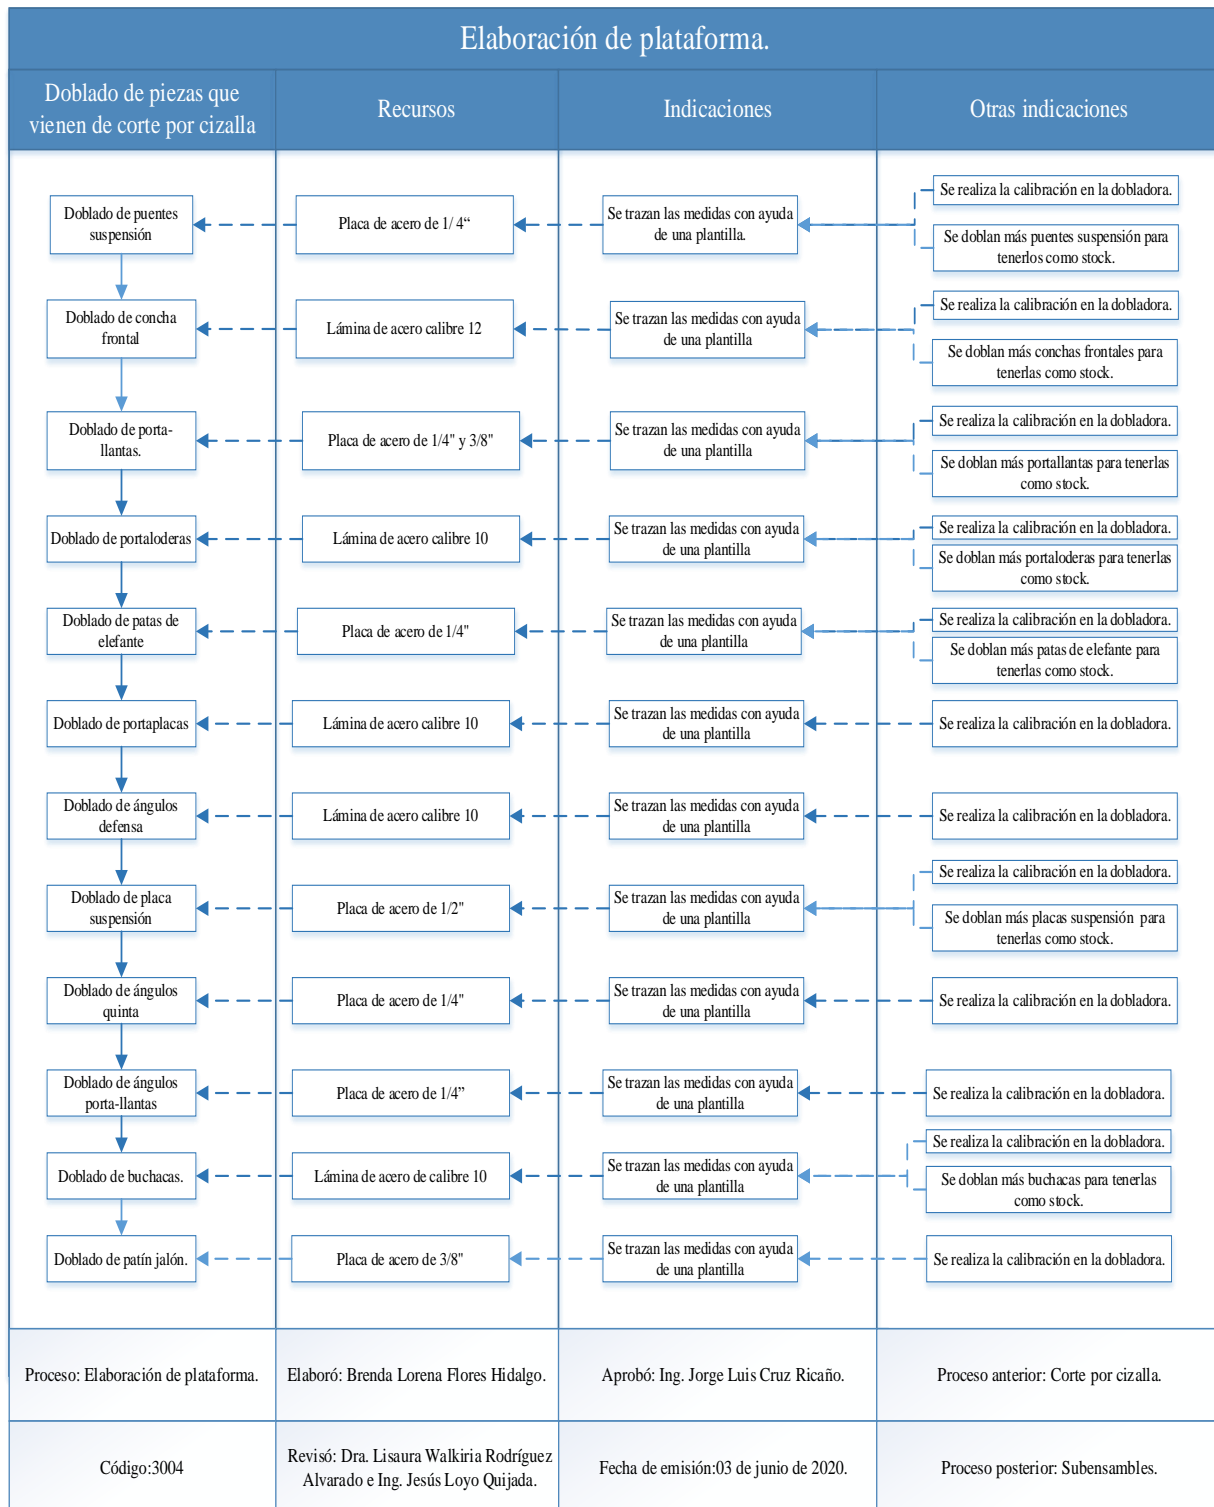 Elaboración de plataforma.
Doblado de piezas que
vienen de corte por cizalla
Recursos
Indicaciones
Otras indicaciones
Doblado de puentes
suspensión
Placa de acero de 1/ 4“
Se trazan las medidas con ayuda
de una plantilla.
Se realiza la calibración en la dobladora.
Se doblan más puentes suspensión para
tenerlos como stock.
Doblado de concha
frontal
Lámina de acero calibre 12
Se trazan las medidas con ayuda
de una plantilla
Se realiza la calibración en la dobladora.
Se doblan más conchas frontales para
tenerlas como stock.
Doblado de porta-
llantas.
Placa de acero de 1/4" y 3/8"
Se trazan las medidas con ayuda
de una plantilla
Se realiza la calibración en la dobladora.
Se doblan más portallantas para tenerlas
como stock.
Doblado de portaloderas
Lámina de acero calibre 10
Se trazan las medidas con ayuda
de una plantilla
Se realiza la calibración en la dobladora.
Se doblan más portaloderas para tenerlas
como stock.
Doblado de patas de
elefante
Placa de acero de 1/4"
Se trazan las medidas con ayuda
de una plantilla
Se realiza la calibración en la dobladora.
Se doblan más patas de elefante para
tenerlas como stock.
Doblado de portaplacas
Lámina de acero calibre 10
Se trazan las medidas con ayuda
de una plantilla
Se realiza la calibración en la dobladora.
Doblado de ángulos
defensa
Lámina de acero calibre 10
Se trazan las medidas con ayuda
de una plantilla
Se realiza la calibración en la dobladora.
Doblado de placa
suspensión
Placa de acero de 1/2"
Se trazan las medidas con ayuda
de una plantilla
Se realiza la calibración en la dobladora.
Se doblan más placas suspensión para
tenerlas como stock.
Doblado de ángulos
quinta
Placa de acero de 1/4"
Se trazan las medidas con ayuda
de una plantilla
Se realiza la calibración en la dobladora.
Doblado de ángulos
porta-llantas
Placa de acero de 1/4”
Se trazan las medidas con ayuda
de una plantilla
Se realiza la calibración en la dobladora.
Doblado de buchacas.
Lámina de acero de calibre 10
Se trazan las medidas con ayuda
de una plantilla
Se realiza la calibración en la dobladora.
Se doblan más buchacas para tenerlas
como stock.
Doblado de patín jalón.
Placa de acero de 3/8"
Se trazan las medidas con ayuda
de una plantilla
Se realiza la calibración en la dobladora.
Proceso: Elaboración de plataforma.
Elaboró: Brenda Lorena Flores Hidalgo.
Aprobó: Ing. Jorge Luis Cruz Ricaño.
Proceso anterior: Corte por cizalla.
Código:3004
Revisó: Dra. Lisaura Walkiria Rodríguez
Alvarado e Ing. Jesús Loyo Quijada.
Fecha de emisión:03 de junio de 2020.
Proceso posterior: Subensambles.